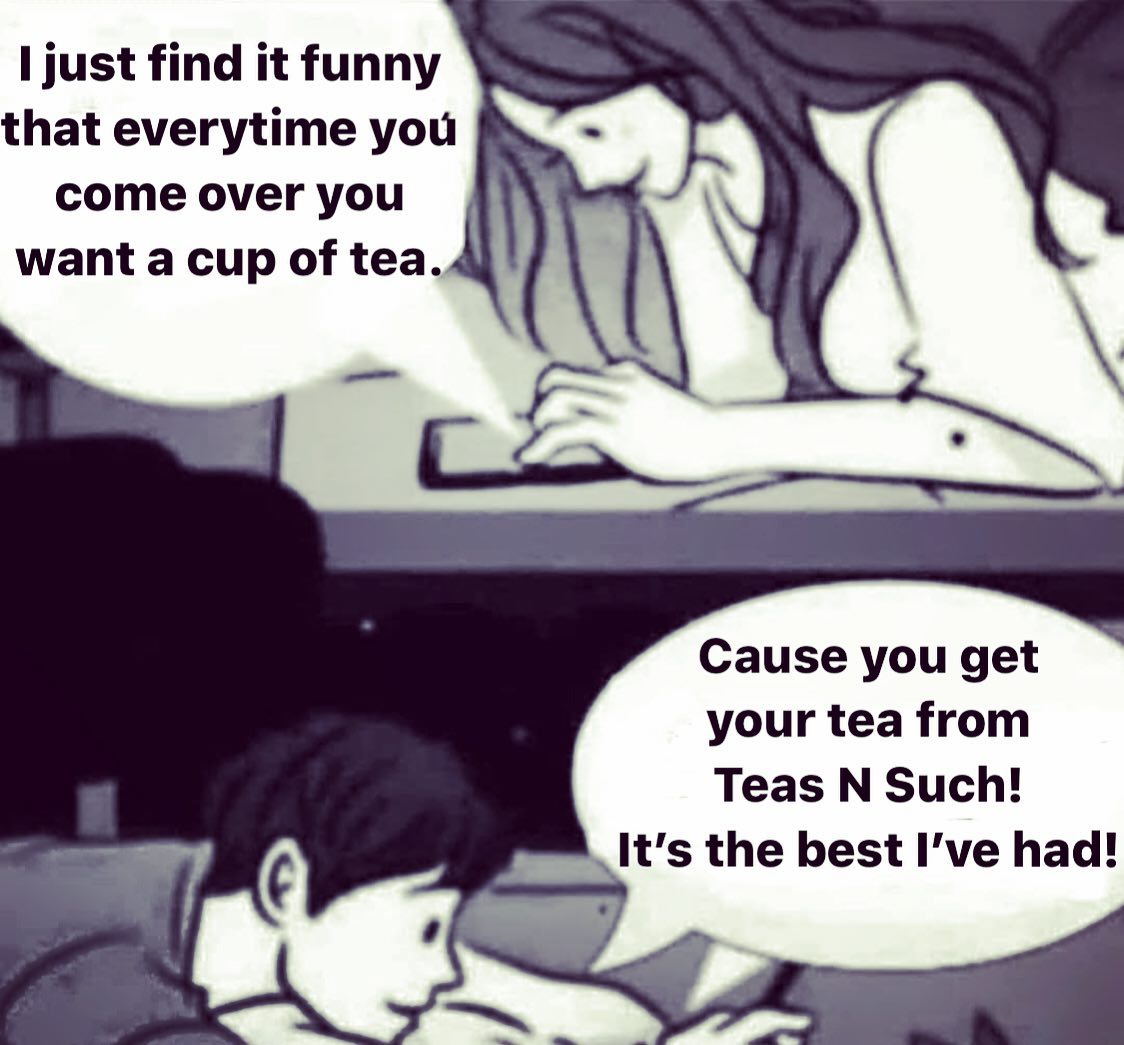 I just find it funny
that everytime you
come over you
want a cup of tea.
Cause you get
your tea from
Teas N Such!
It’s the best I’ve had!